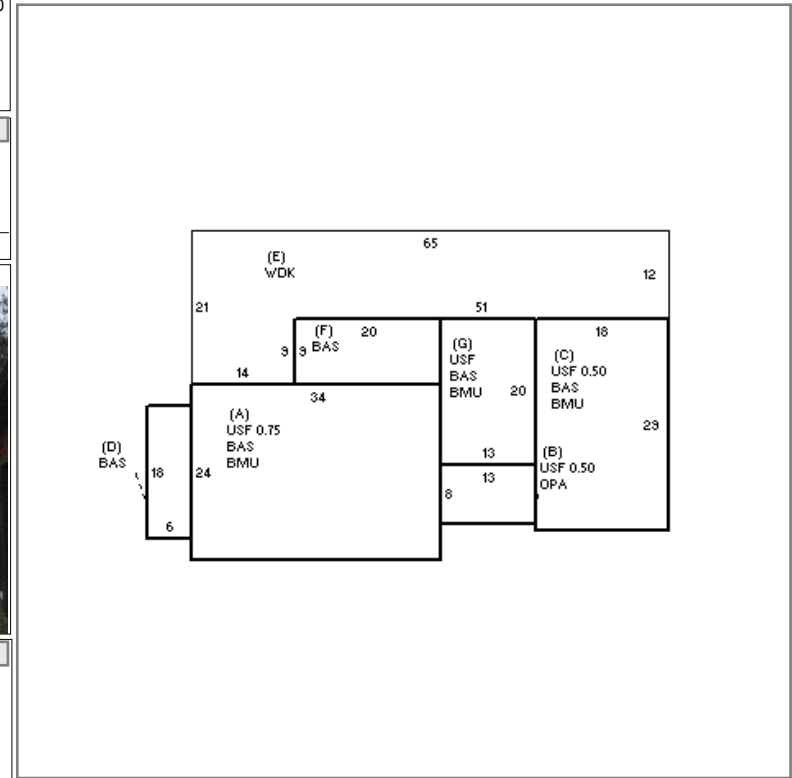 65
(E)
WDK
12
21
51
(F)
BAS
20
9
9
14
(G)
USF
BAS
BMU
20
18
(C)
USF 0.50
BAS
BMU
29
34
(A)
USF 0.75
BAS
BMU
24
(D)
BAS
18
6
13
13
8
(B)
USF 0.50
OPA